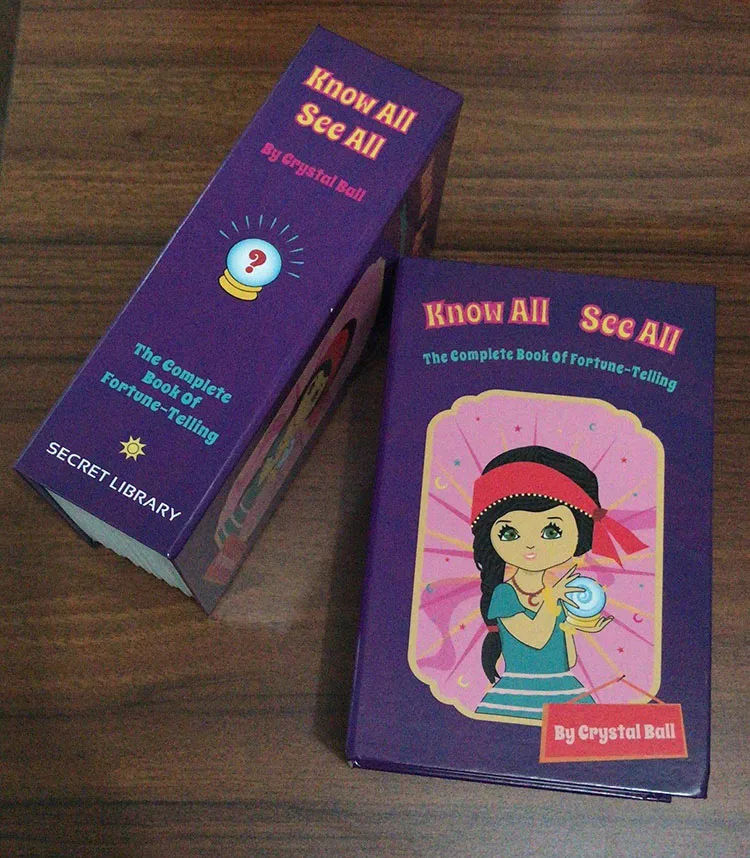 Know All
See All
By Crystal Ball
?
The Complete
Book Of
Fortune-Telling
SECRET LIBRARY
Know All See All
The Complete Book Of Fortune-Telling
By Crystal Ball